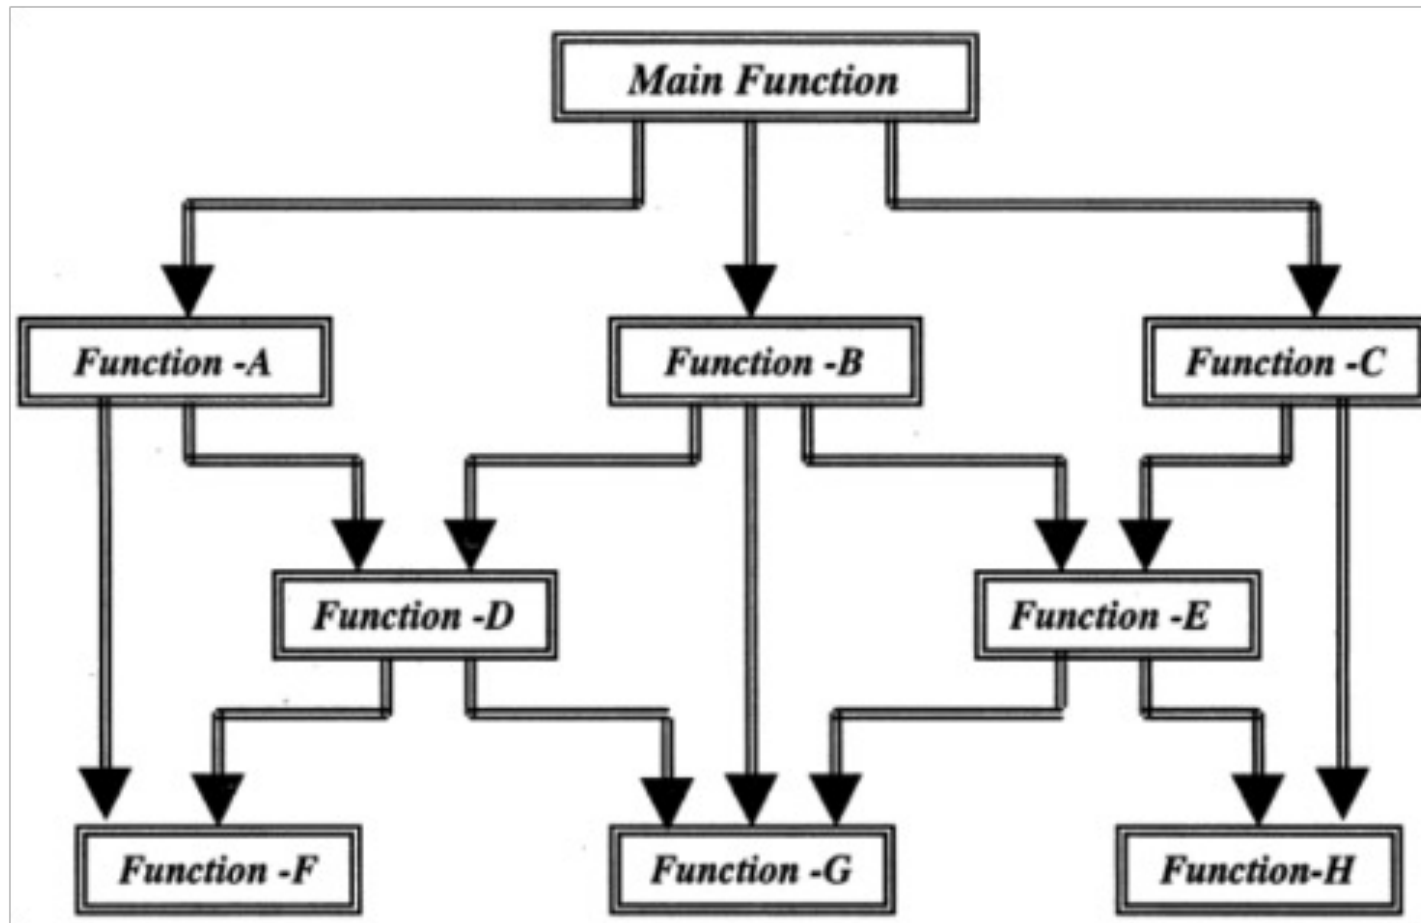 Main Function
Function -A
Function -B
Function -C
Function -D
Function -E
Function -F
Function -G
Function-H